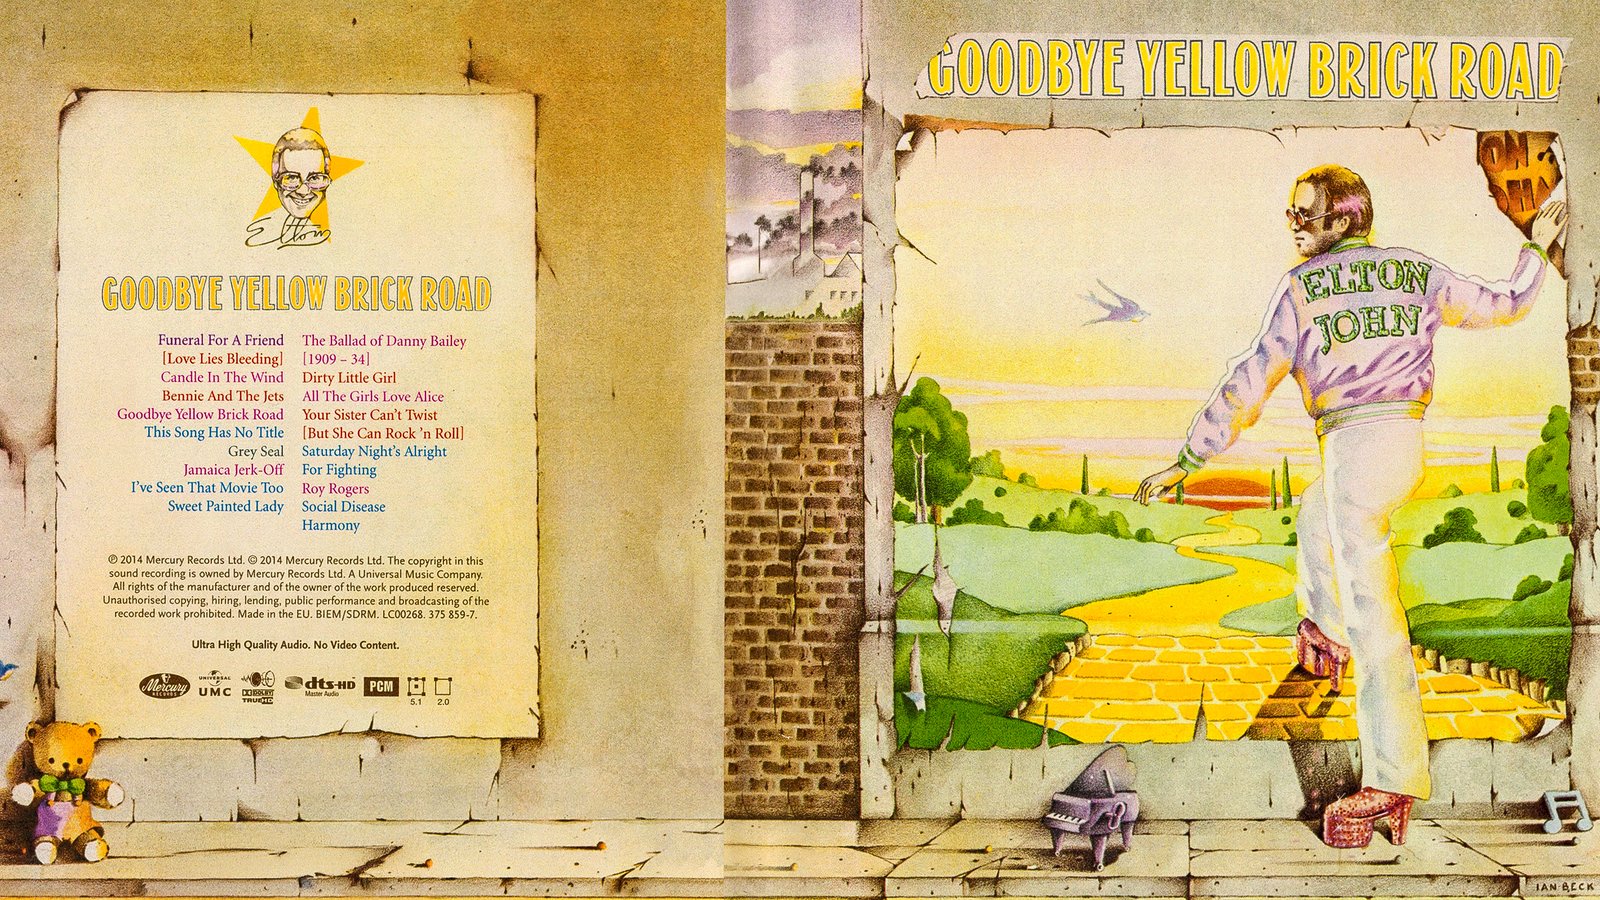 Elton
GOODBYE YELLOW BRICK ROAD
Funeral For A Friend
[Love Lies Bleeding]
Candle In The Wind
Bennie And The Jets
Goodbye Yellow Brick Road
This Song Has No Title
Grey Seal
Jamaica Jerk-Off
I've Seen That Movie Too
Sweet Painted Lady
The Ballad of Danny Bailey
[1909 – 34]
Dirty Little Girl
All The Girls Love Alice
Your Sister Can't Twist
[But She Can Rock 'n Roll]
Saturday Night's Alright
For Fighting
Roy Rogers
Social Disease
Harmony
℗ 2014 Mercury Records Ltd. © 2014 Mercury Records Ltd. The copyright in this
sound recording is owned by Mercury Records Ltd. A Universal Music Company.
All rights of the manufacturer and of the owner of the work produced reserved.
Unauthorised copying, hiring, lending, public performance and broadcasting of the
recorded work prohibited. Made in the EU. BIEM/SDRM. LC00268. 375 859-7.
Ultra High Quality Audio. No Video Content.
Mercury
RECORDS
UNIVERSAL
UMC
DOLBY
TRUEHD
dts-HD
Master Audio
PCM
5.1
2.0
GOODBYE YELLOW BRICK ROAD
ON
ELTON
JOHN
IAN BECK